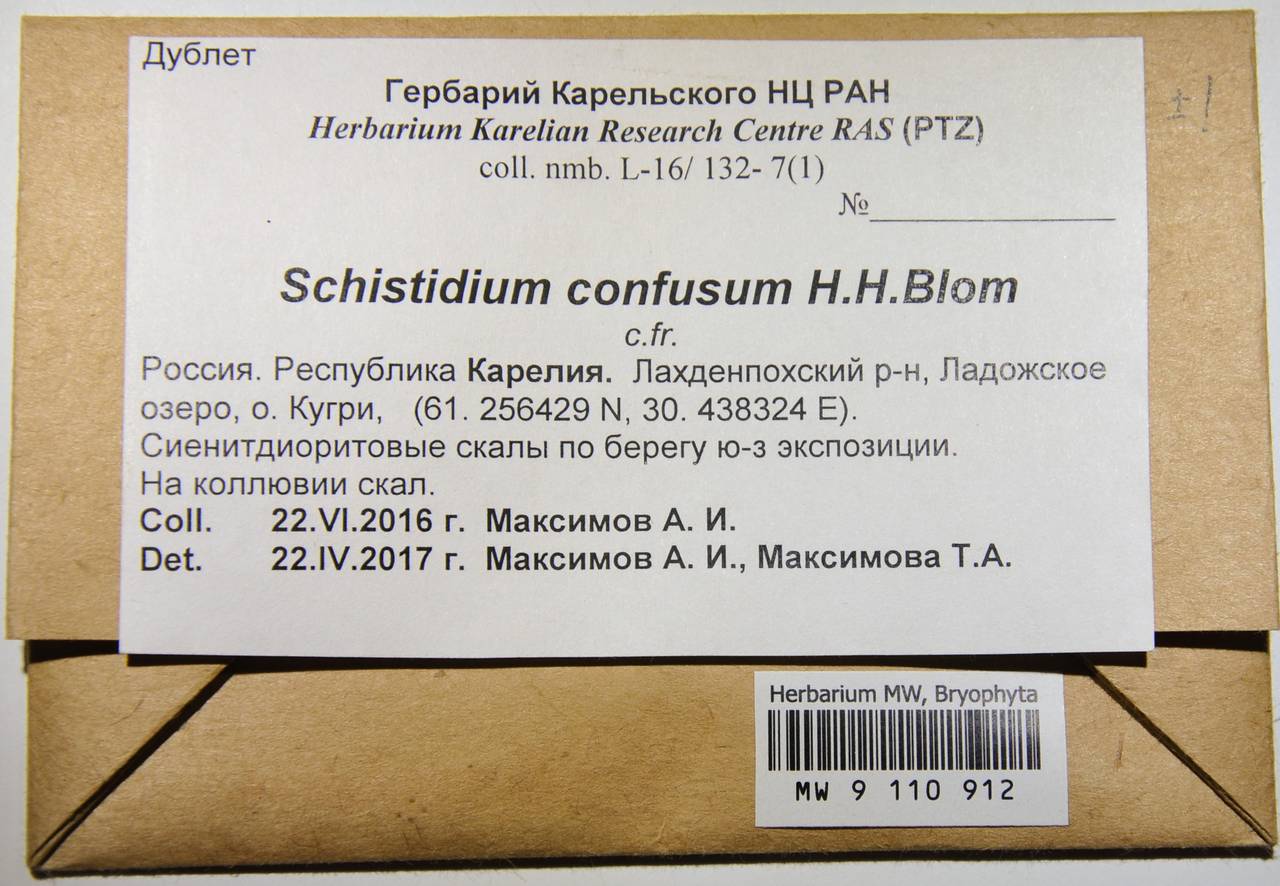 Дублет
Гербарий Карельского НЦ РАН
Herbarium Karelian Research Centre RAS (PTZ)
coll. nmb. L-16/ 132- 7(1)
№
Schistidium confusum H.H.Blom
c.fr.
Россия. Республика Карелия. Лахденпохский р-н, Ладожское
озеро, о. Кугри, (61. 256429 N, 30. 438324 E).
Сиенитдиоритовые скалы по берегу ю-з экспозиции.
На коллювии скал.
Coll. 22.VI.2016 г. Максимов А. И.
Det. 22.IV.2017 г. Максимов А. И., Максимова Т.А.
± 1
Herbarium MW, Bryophyta
MW 9 110 912